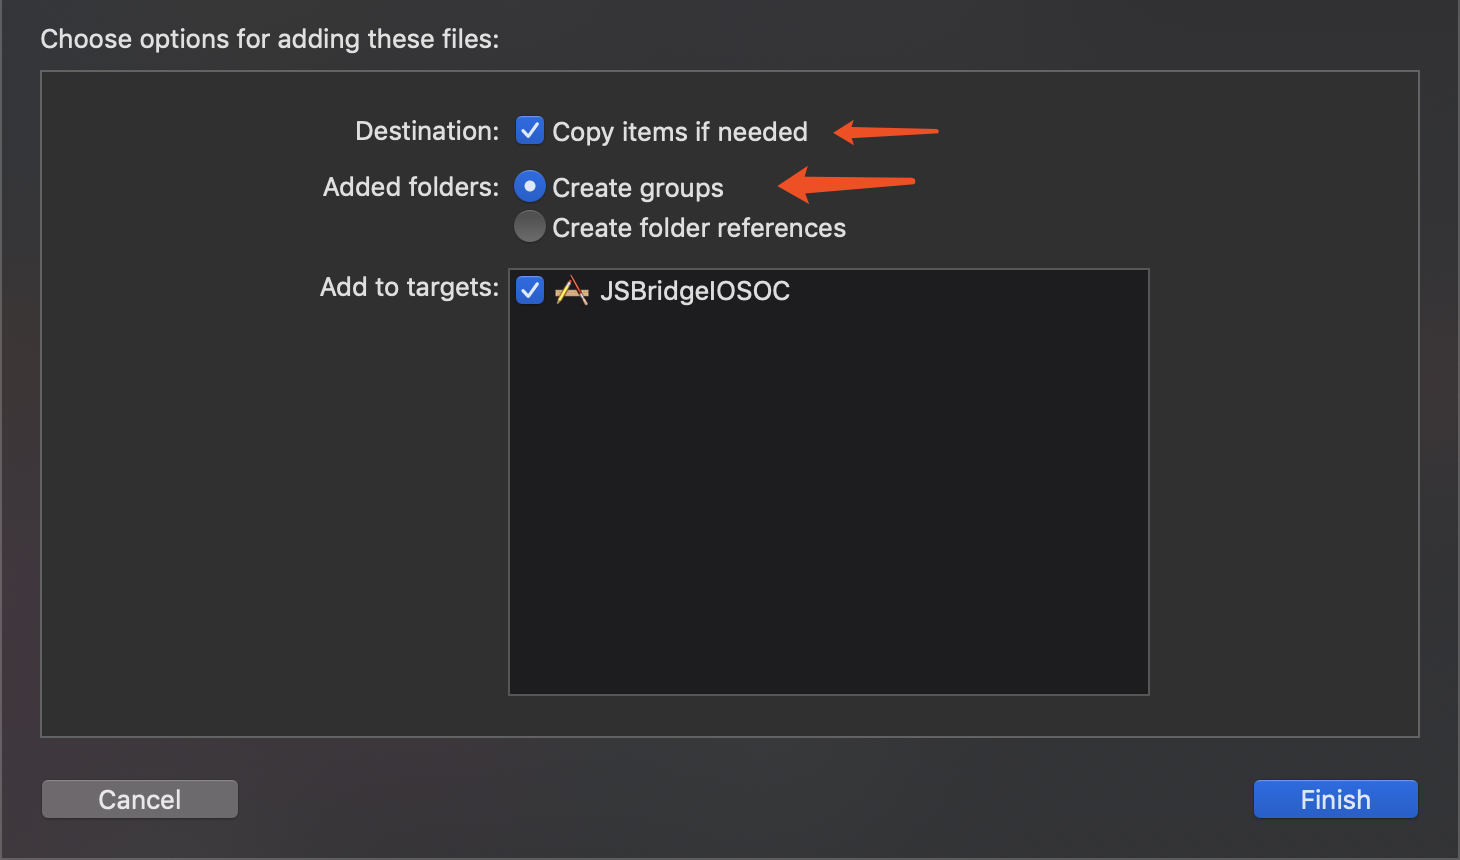 Choose options for adding these files:
Destination: Copy items if needed
Added folders: Create groups
Create folder references
Add to targets: JSBridgeIOSOC
Cancel Finish